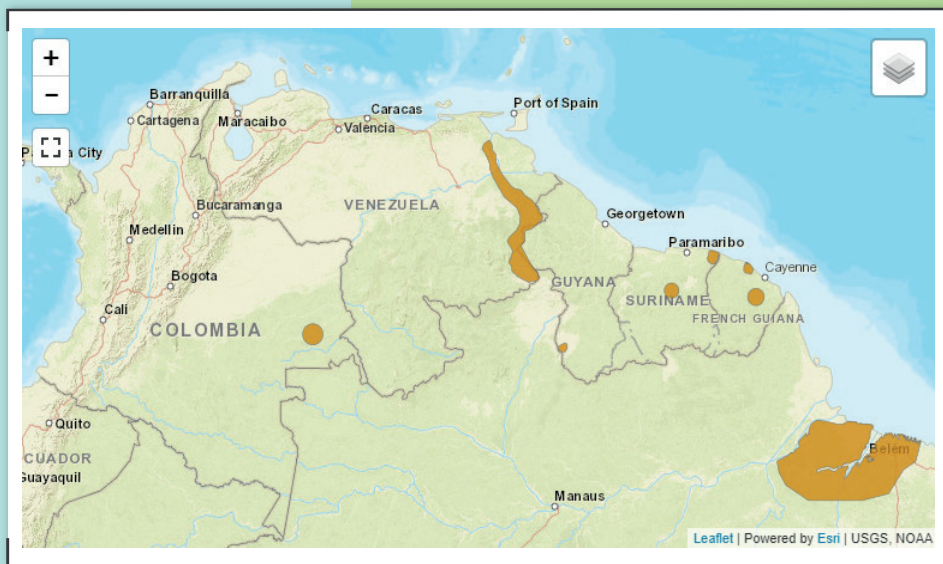 +
−
Barranquilla
Cartagena
Maracaibo
Caracas
Valencia
Port of Spain
City
Bucaramanga
VENEZUELA
Medellin
Georgetown
Paramaribo
Bogota
Cayenne
GUYANA
SURINAME
Cali
COLOMBIA
FRENCH GUIANA
Quito
CUADOR
Guayaquil
Belém
Manaus
Leaflet | Powered by Esri | USGS, NOAA